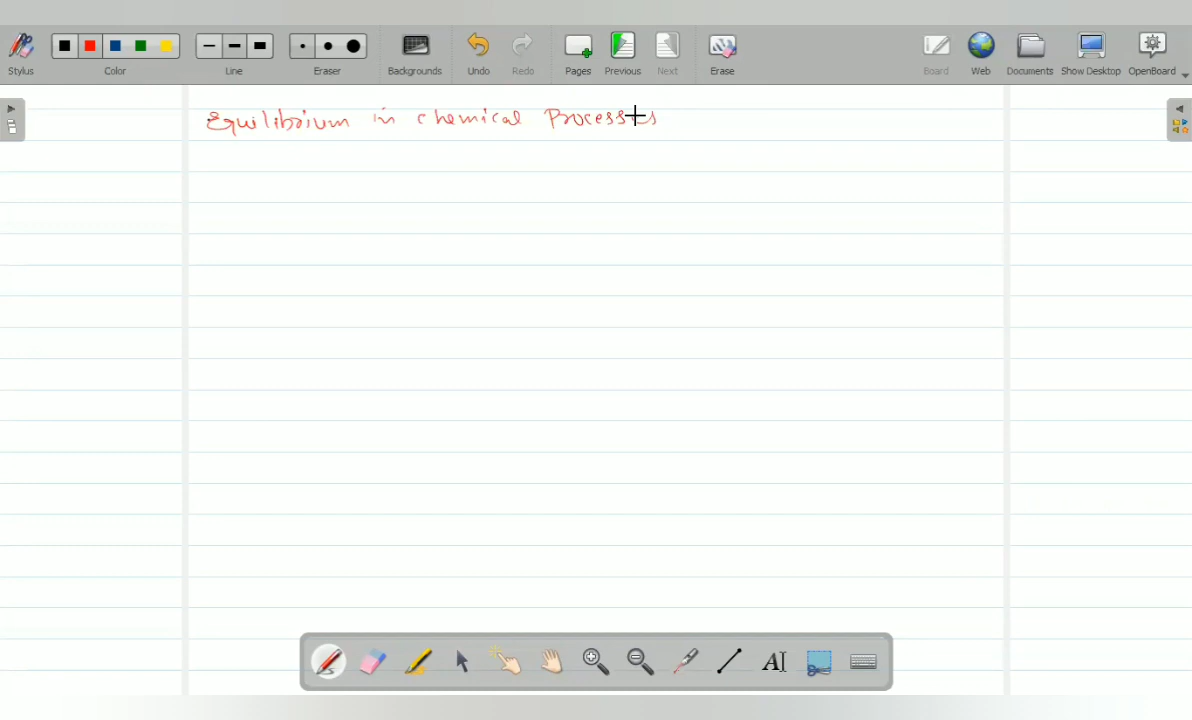 Stylus Color Line Eraser Backgrounds Undo Redo Pages Previous Next Erase Board Web Documents Show Desktop OpenBoard
Equilibrium in chemical Processes